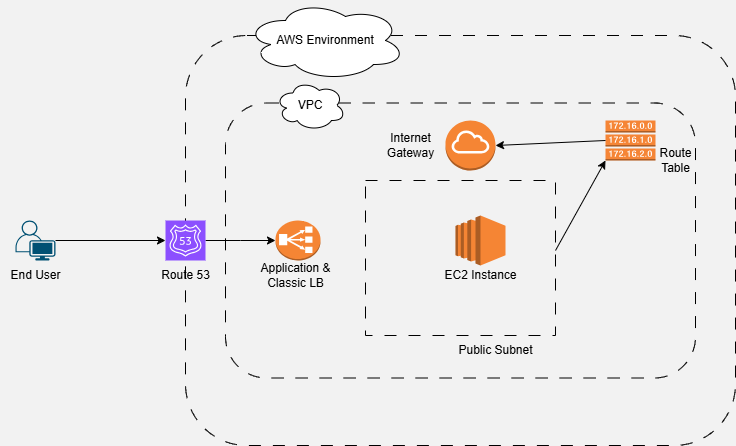 AWS Environment
VPC
Internet
Gateway
172.16.0.0
172.16.1.0
172.16.2.0
Route
Table
53
End User
Route 53
Application &
Classic LB
EC2 Instance
Public Subnet